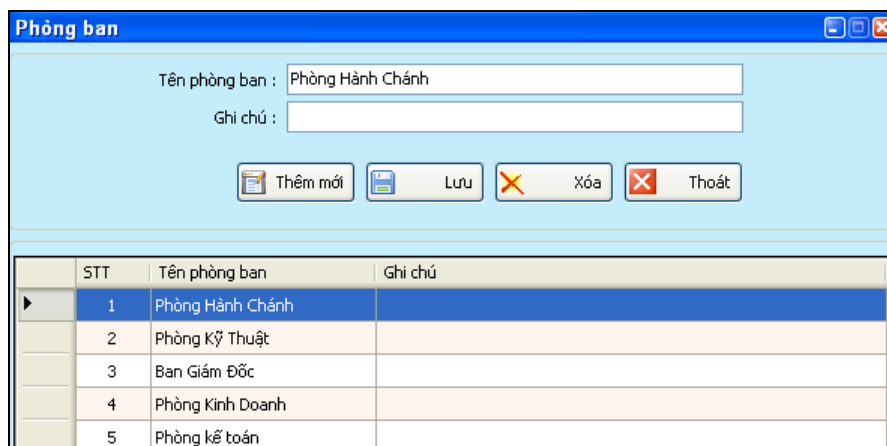 Phòng ban
Tên phòng ban : Phòng Hành Chánh
Ghi chú :
Thêm mới Lưu Xóa Thoát
STT Tên phòng ban Ghi chú
1 Phòng Hành Chánh
2 Phòng Kỹ Thuật
3 Ban Giám Đốc
4 Phòng Kinh Doanh
5 Phòng kế toán